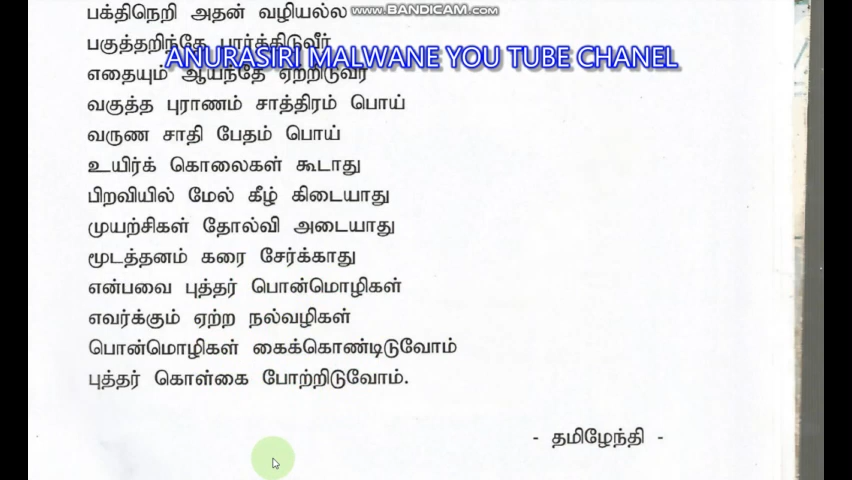 பக்திநெறி அதன் வழியல்ல
www.BANDICAM.com
பகுத்தறிந்தே பார்த்திடுவீர்
ANURASIRI MALWANE YOU TUBE CHANEL
எதையும் ஆய்ந்தே ஏற்றிடுவீர்
வகுத்த புராணம் சாத்திரம் பொய்
வருண சாதி பேதம் பொய்
உயிர்க் கொலைகள் கூடாது
பிறவியில் மேல் கீழ் கிடையாது
முயற்சிகள் தோல்வி அடையாது
மூடத்தனம் கரை சேர்க்காது
என்பவை புத்தர் பொன்மொழிகள்
எவர்க்கும் ஏற்ற நல்வழிகள்
பொன்மொழிகள் கைக்கொண்டிடுவோம்
புத்தர் கொள்கை போற்றிடுவோம்.
- தமிழேந்தி -